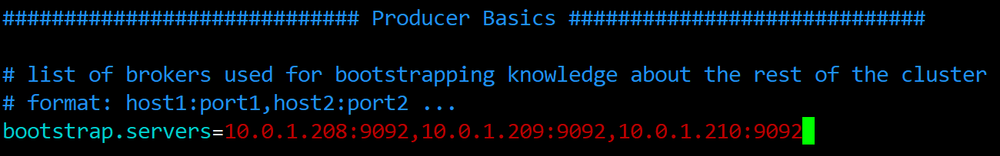 ############################# Producer Basics #############################
# list of brokers used for bootstrapping knowledge about the rest of the cluster
# format: host1:port1,host2:port2 ...
bootstrap.servers=10.0.1.208:9092,10.0.1.209:9092,10.0.1.210:9092